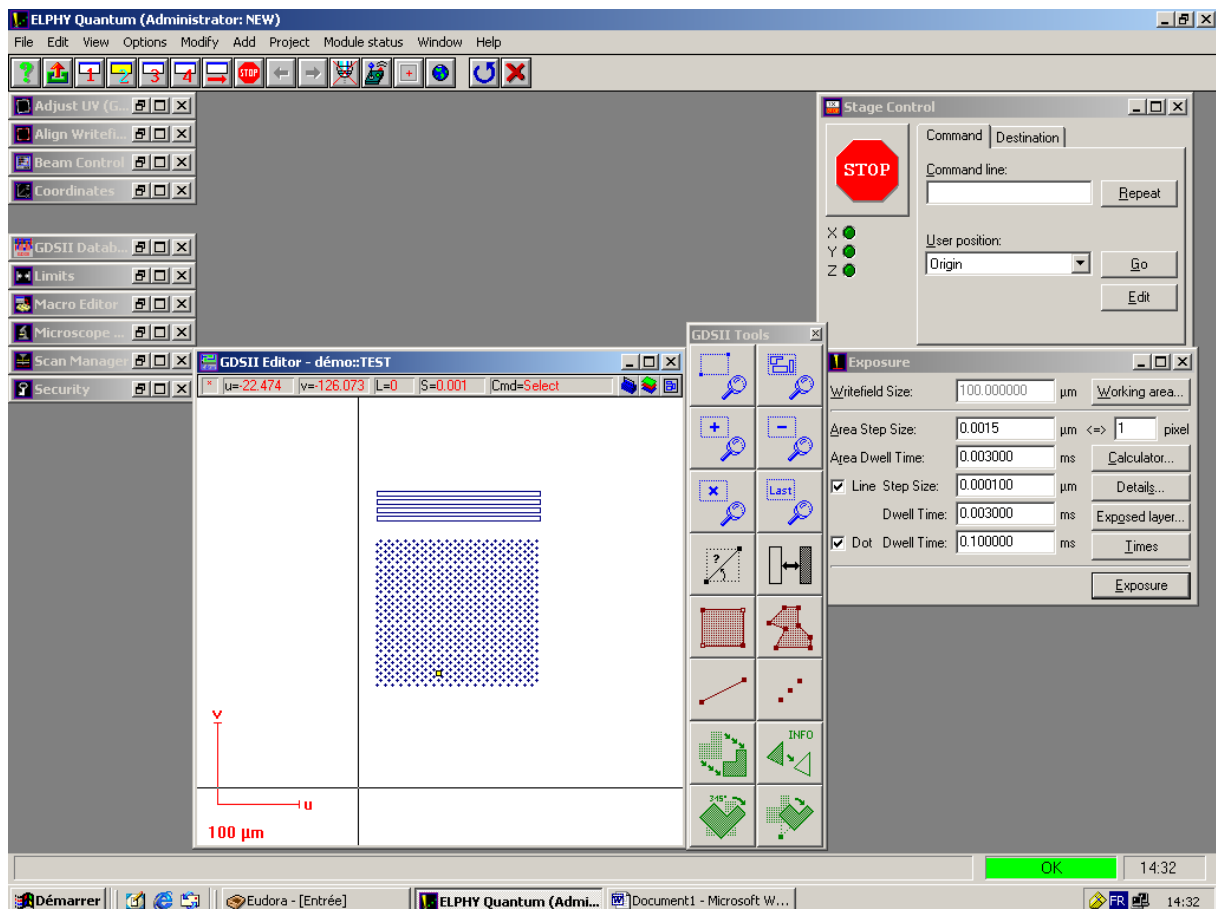 ELPHY Quantum (Administrator: NEW)
File Edit View Options Modify Add Project Module status Window Help
? 1 2 3 4 STOP
Adjust UV (G...
Align Writefi...
Beam Control
Coordinates
GDSII Datab...
Limits
Macro Editor
Microscope ...
Scan Manager
Security
Stage Control
STOP
Command Destination
Command line:
Repeat
X
Y
Z
User position:
Origin
Go
Edit
GDSII Editor - démo::TEST
* u=-22.474 v=-126.073 L=0 S=0.001 Cmd=Select
v
u
100 µm
GDSII Tools
+ -
x Last
?
INFO
345°
Exposure
Writefield Size: 100.000000 µm Working area...
Area Step Size: 0.0015 µm <=> 1 pixel
Area Dwell Time: 0.003000 ms Calculator...
Line Step Size: 0.000100 µm Details...
Dwell Time: 0.003000 ms Exposed layer...
Dot Dwell Time: 0.100000 ms Times
Exposure
OK 14:32
Démarrer Eudora - [Entrée] ELPHY Quantum (Admi... Document1 - Microsoft W... FR 14:32